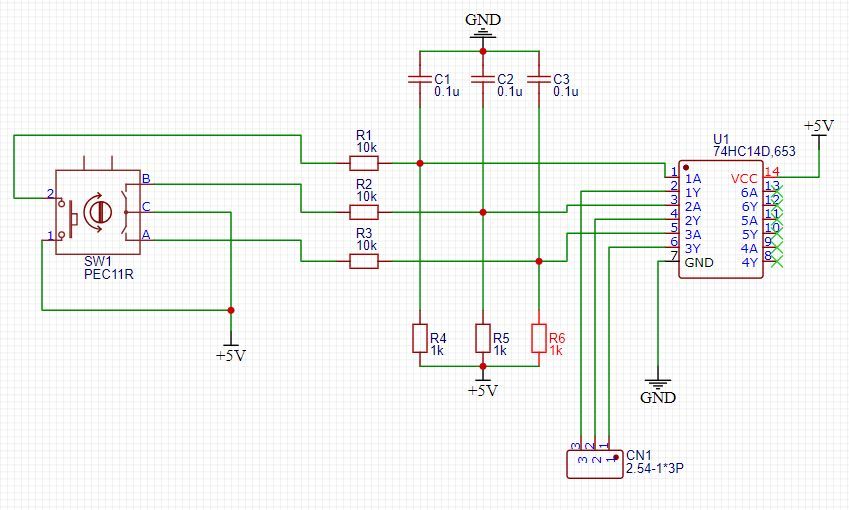 GND
C1
0.1u
C2
0.1u
C3
0.1u
+5V
R1
10k
U1
74HC14D,653
R2
10k
R3
10k
2
1
B
C
A
SW1
PEC11R
1 1A
2 1Y
3 2A
4 2Y
5 3A
6 3Y
7 GND
VCC 14
6A 13
6Y 12
5A 11
5Y 10
4A 9
4Y 8
R4
1k
R5
1k
R6
1k
+5V
+5V
GND
3 2 1
3 2 1
CN1
2.54-1*3P